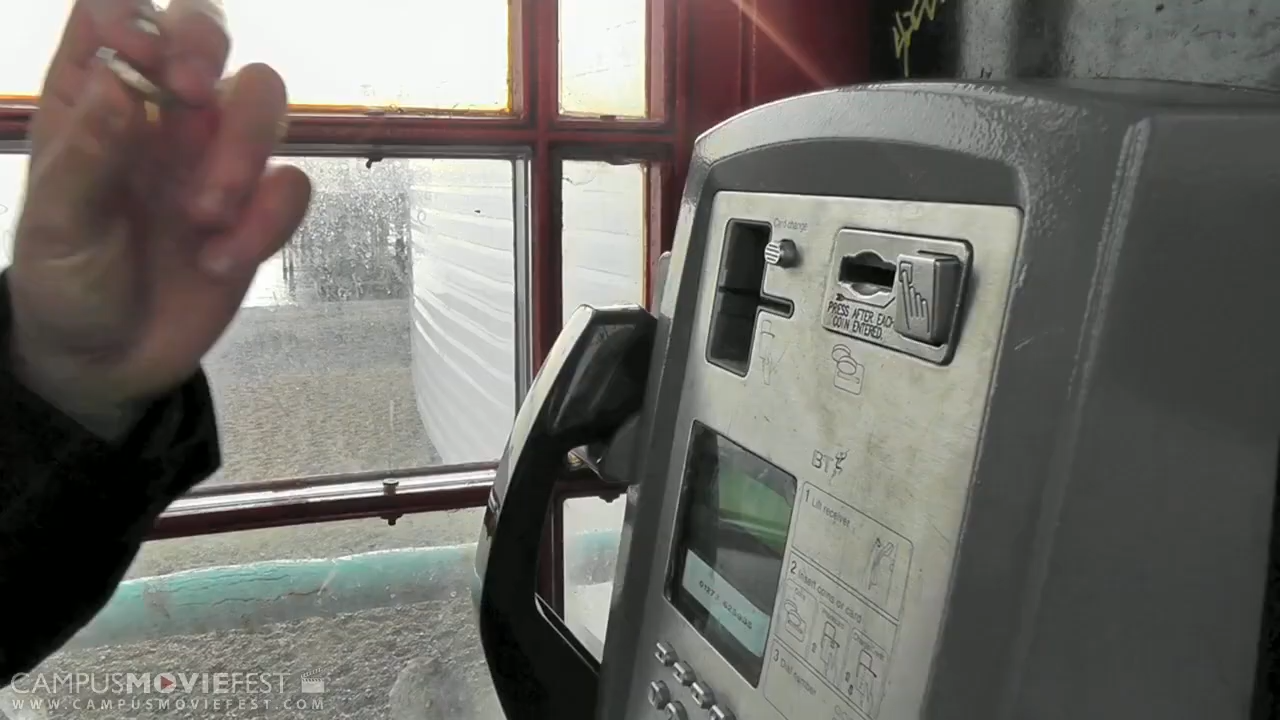 Card change
PRESS AFTER EACH
COIN ENTERED.
BT
1 Lift receiver
2 Insert coins or card
3 Dial number
CAMPUSMOVIEFEST
WWW.CAMPUSMOVIEFEST.COM